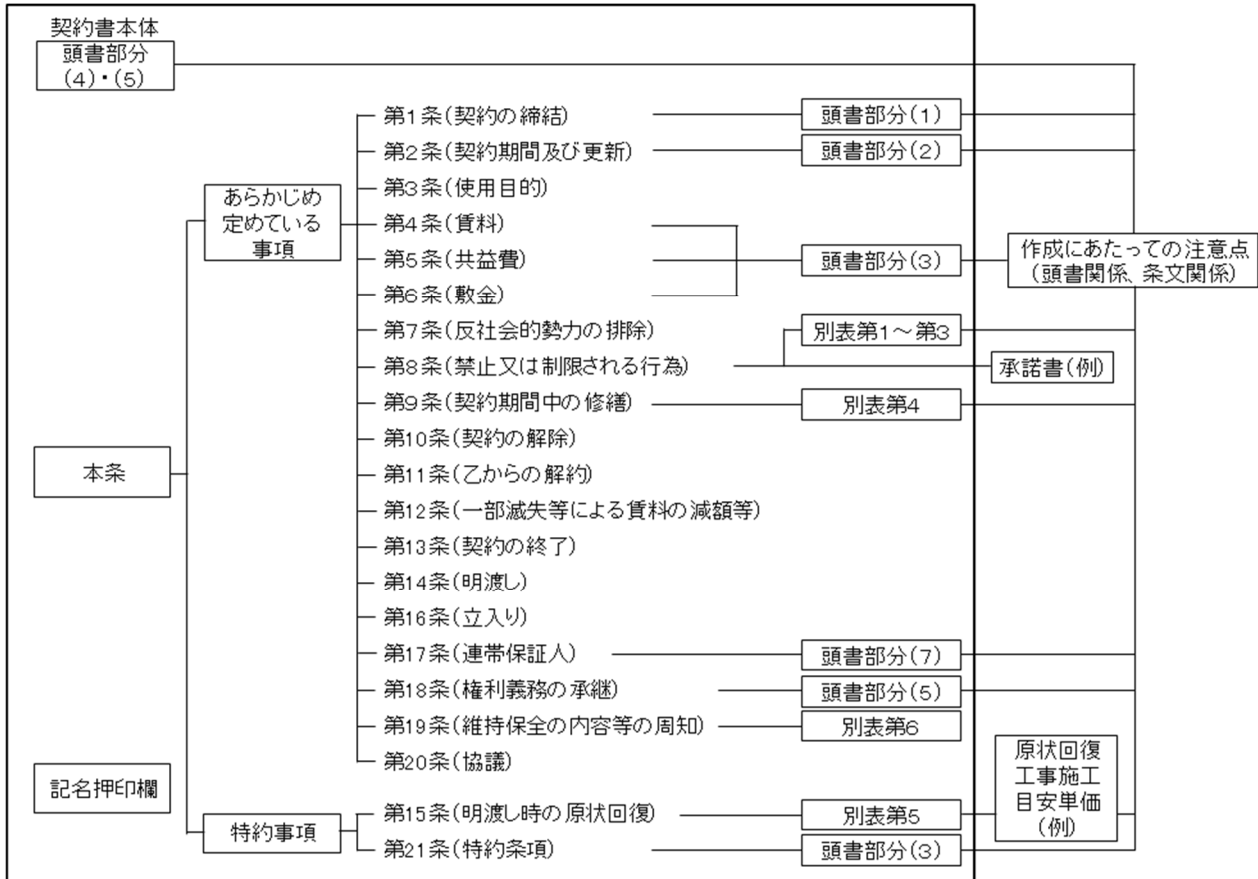 契約書本体
頭書部分
(4)・(5)
第1条(契約の締結)
頭書部分(1)
第2条(契約期間及び更新)
頭書部分(2)
第3条(使用目的)
あらかじめ
定めている
事項
第4条(賃料)
第5条(共益費)
頭書部分(3)
作成にあたっての注意点
(頭書関係、条文関係)
第6条(敷金)
第7条(反社会的勢力の排除)
別表第1～第3
第8条(禁止又は制限される行為)
承諾書(例)
第9条(契約期間中の修繕)
別表第4
第10条(契約の解除)
本条
第11条(乙からの解約)
第12条(一部滅失等による賃料の減額等)
第13条(契約の終了)
第14条(明渡し)
第16条(立入り)
第17条(連帯保証人)
頭書部分(7)
第18条(権利義務の承継)
頭書部分(5)
第19条(維持保全の内容等の周知)
別表第6
第20条(協議)
記名押印欄
特約事項
第15条(明渡し時の原状回復)
別表第5
原状回復
工事施工
目安単価
(例)
第21条(特約条項)
頭書部分(3)